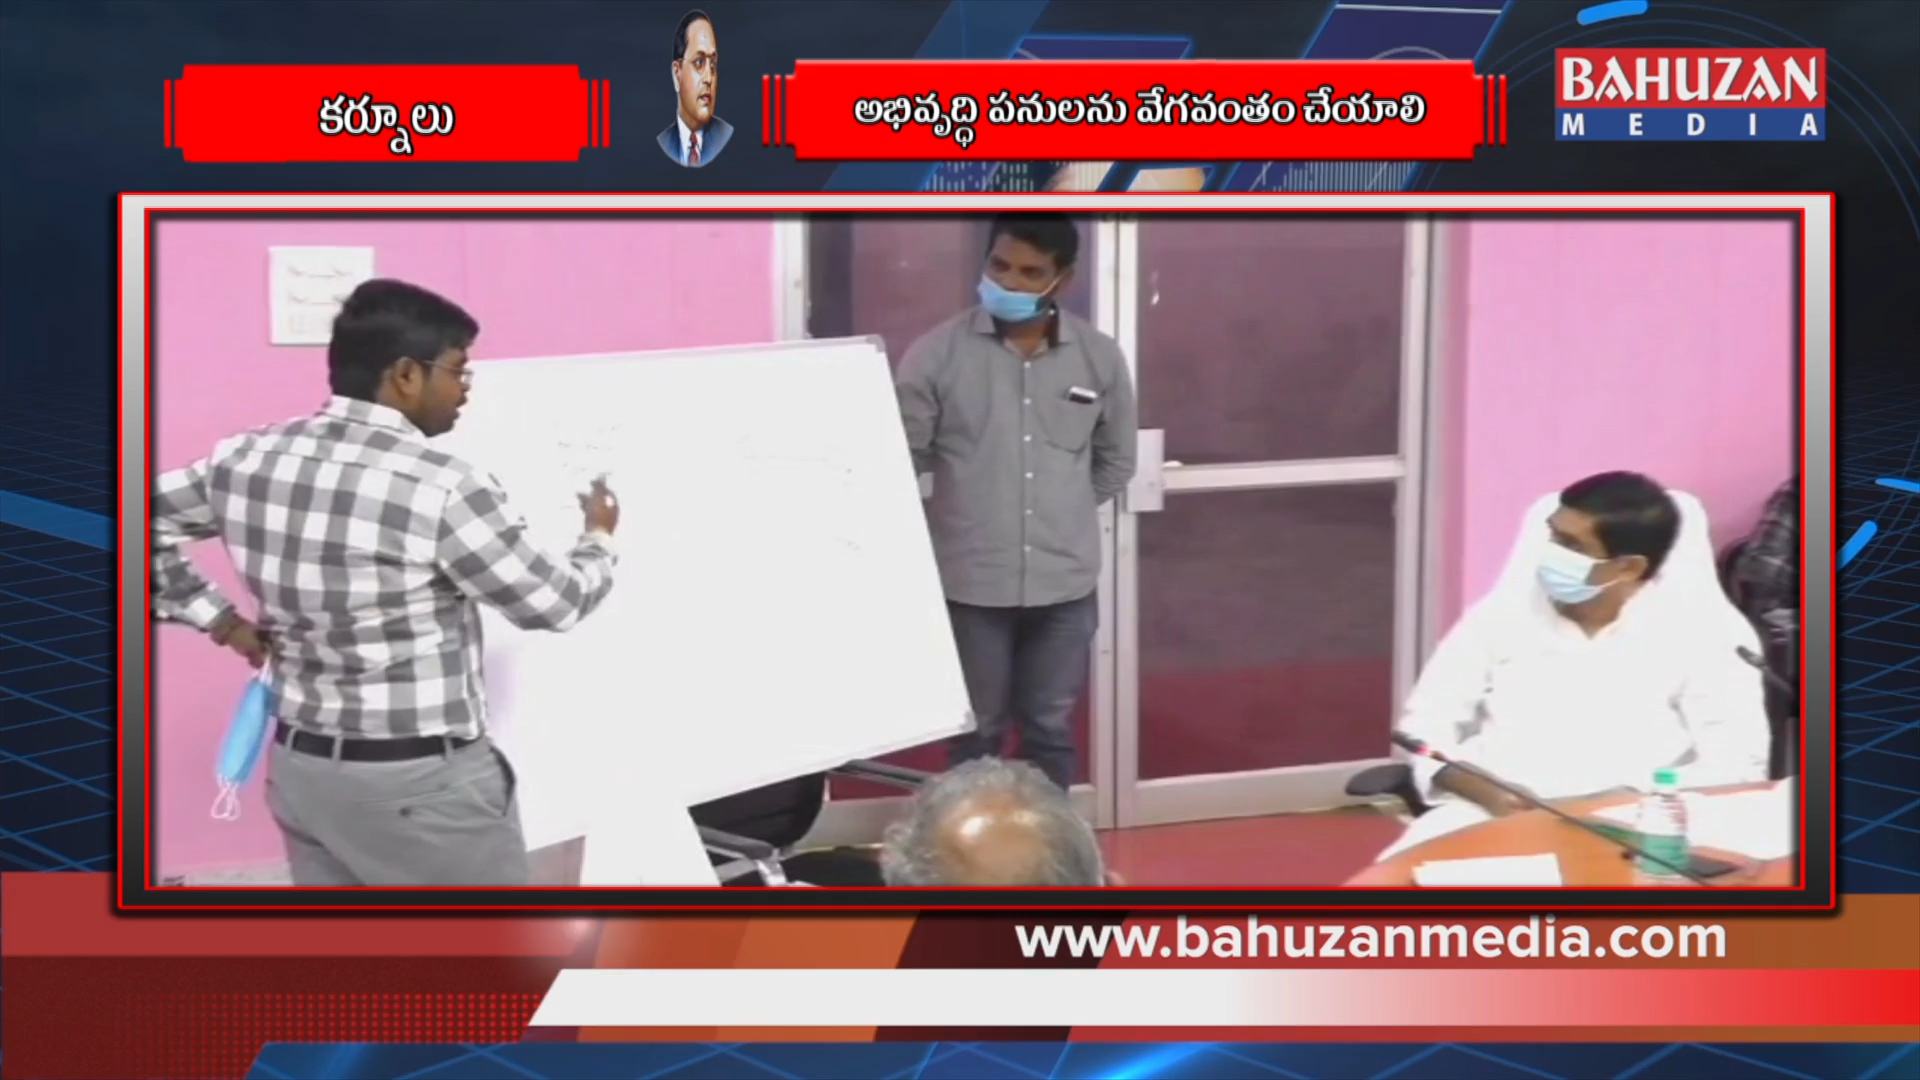 కర్నూలు
అభివృద్ధి పనులను వేగవంతం చేయాలి
BAHUZAN
MEDIA
www.bahuzanmedia.com